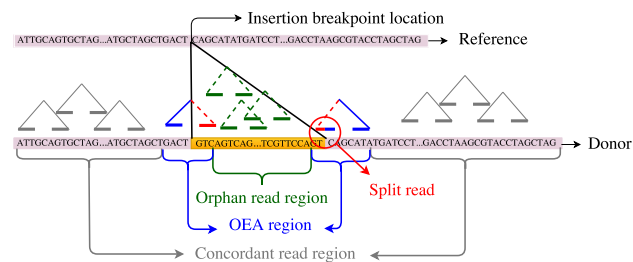 Insertion breakpoint location
ATTGCAGTGCTAG...ATGCTAGCTGACT CAGCATATGATCCT...GACCTAAGCGTACCTAGCTAG
Reference
ATTGCAGTGCTAG...ATGCTAGCTGACT GTCAGTCAG...TCGTTCCAGT CAGCATATGATCCT...GACCTAAGCGTACCTAGCTAG
Donor
Split read
Orphan read region
OEA region
Concordant read region